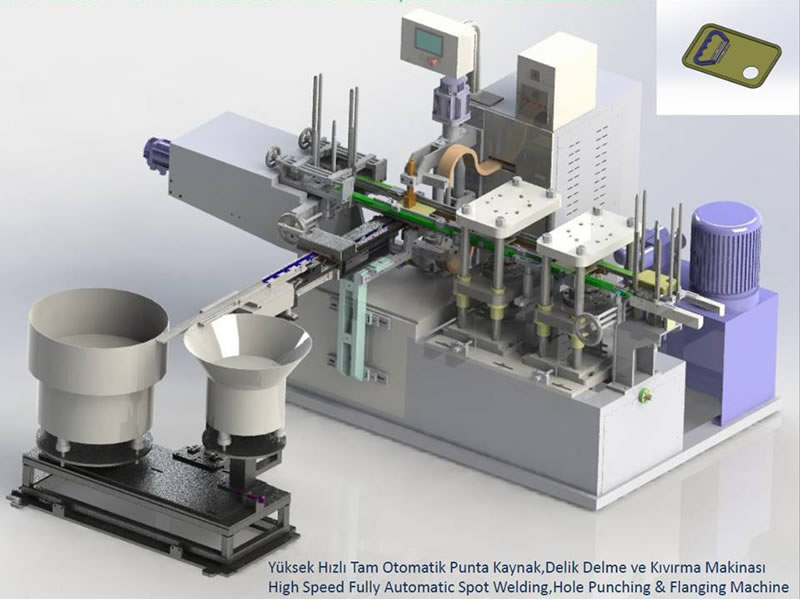 Yüksek Hızlı Tam Otomatik Punta Kaynak,Delik Delme ve Kıvırma Makinası
High Speed Fully Automatic Spot Welding,Hole Punching & Flanging Machine